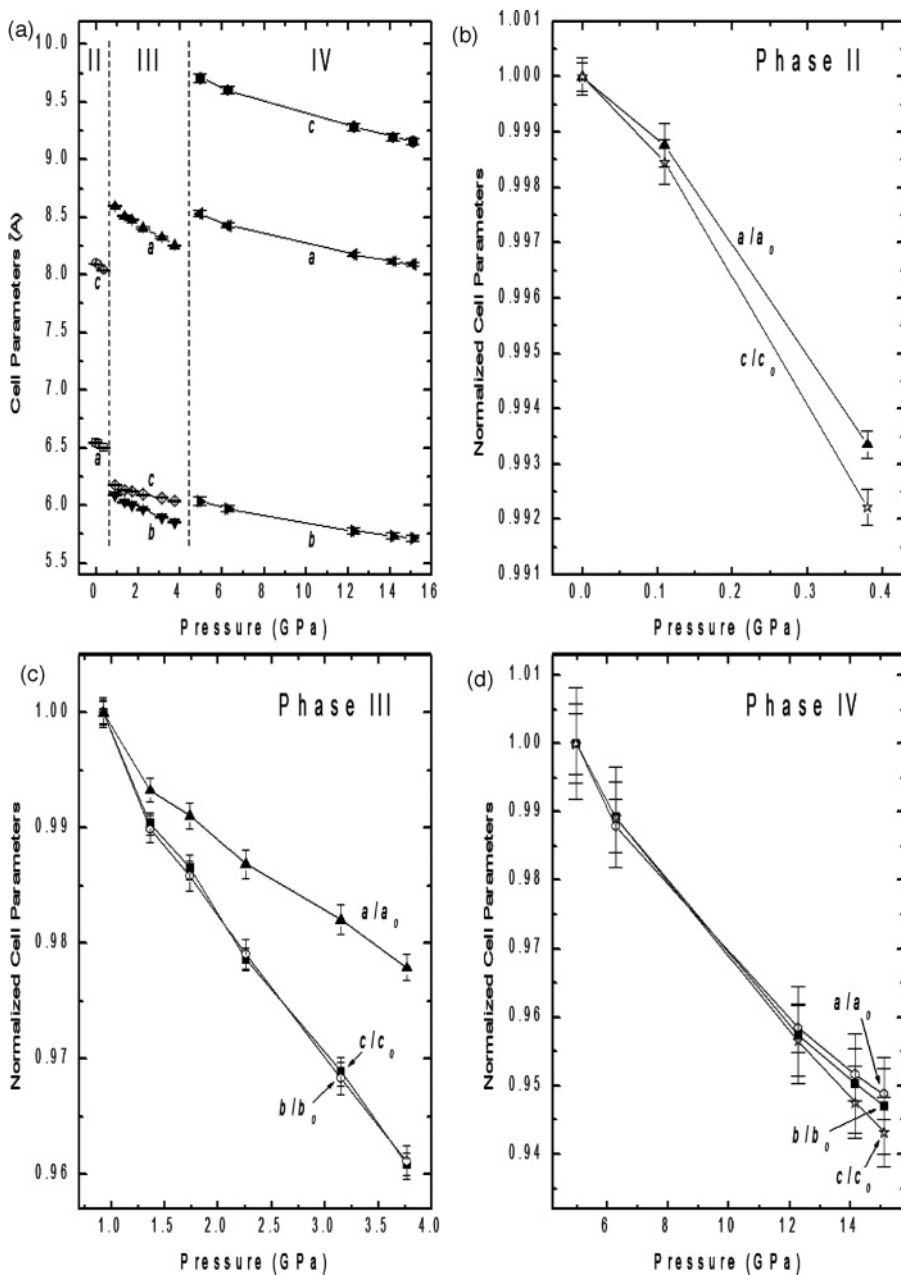 (a)
II III IV
10.0
9.5
9.0
8.5
8.0
7.5
7.0
6.5
6.0
5.5
Cell Parameters (Å)
c
a
c
a
c
b
b
0 2 4 6 8 10 12 14 16
Pressure (GPa)
(b)
Phase II
1.001
1.000
0.999
0.998
0.997
0.996
0.995
0.994
0.993
0.992
0.991
Normalized Cell Parameters
a/a₀
c/c₀
0.0 0.1 0.2 0.3 0.4
Pressure (GPa)
(c)
Phase III
1.00
0.99
0.98
0.97
0.96
Normalized Cell Parameters
a/a₀
c/c₀
b/b₀
1.0 1.5 2.0 2.5 3.0 3.5 4.0
Pressure (GPa)
(d)
Phase IV
1.01
1.00
0.99
0.98
0.97
0.96
0.95
0.94
Normalized Cell Parameters
a/a₀
b/b₀
c/c₀
6 8 10 12 14
Pressure (GPa)